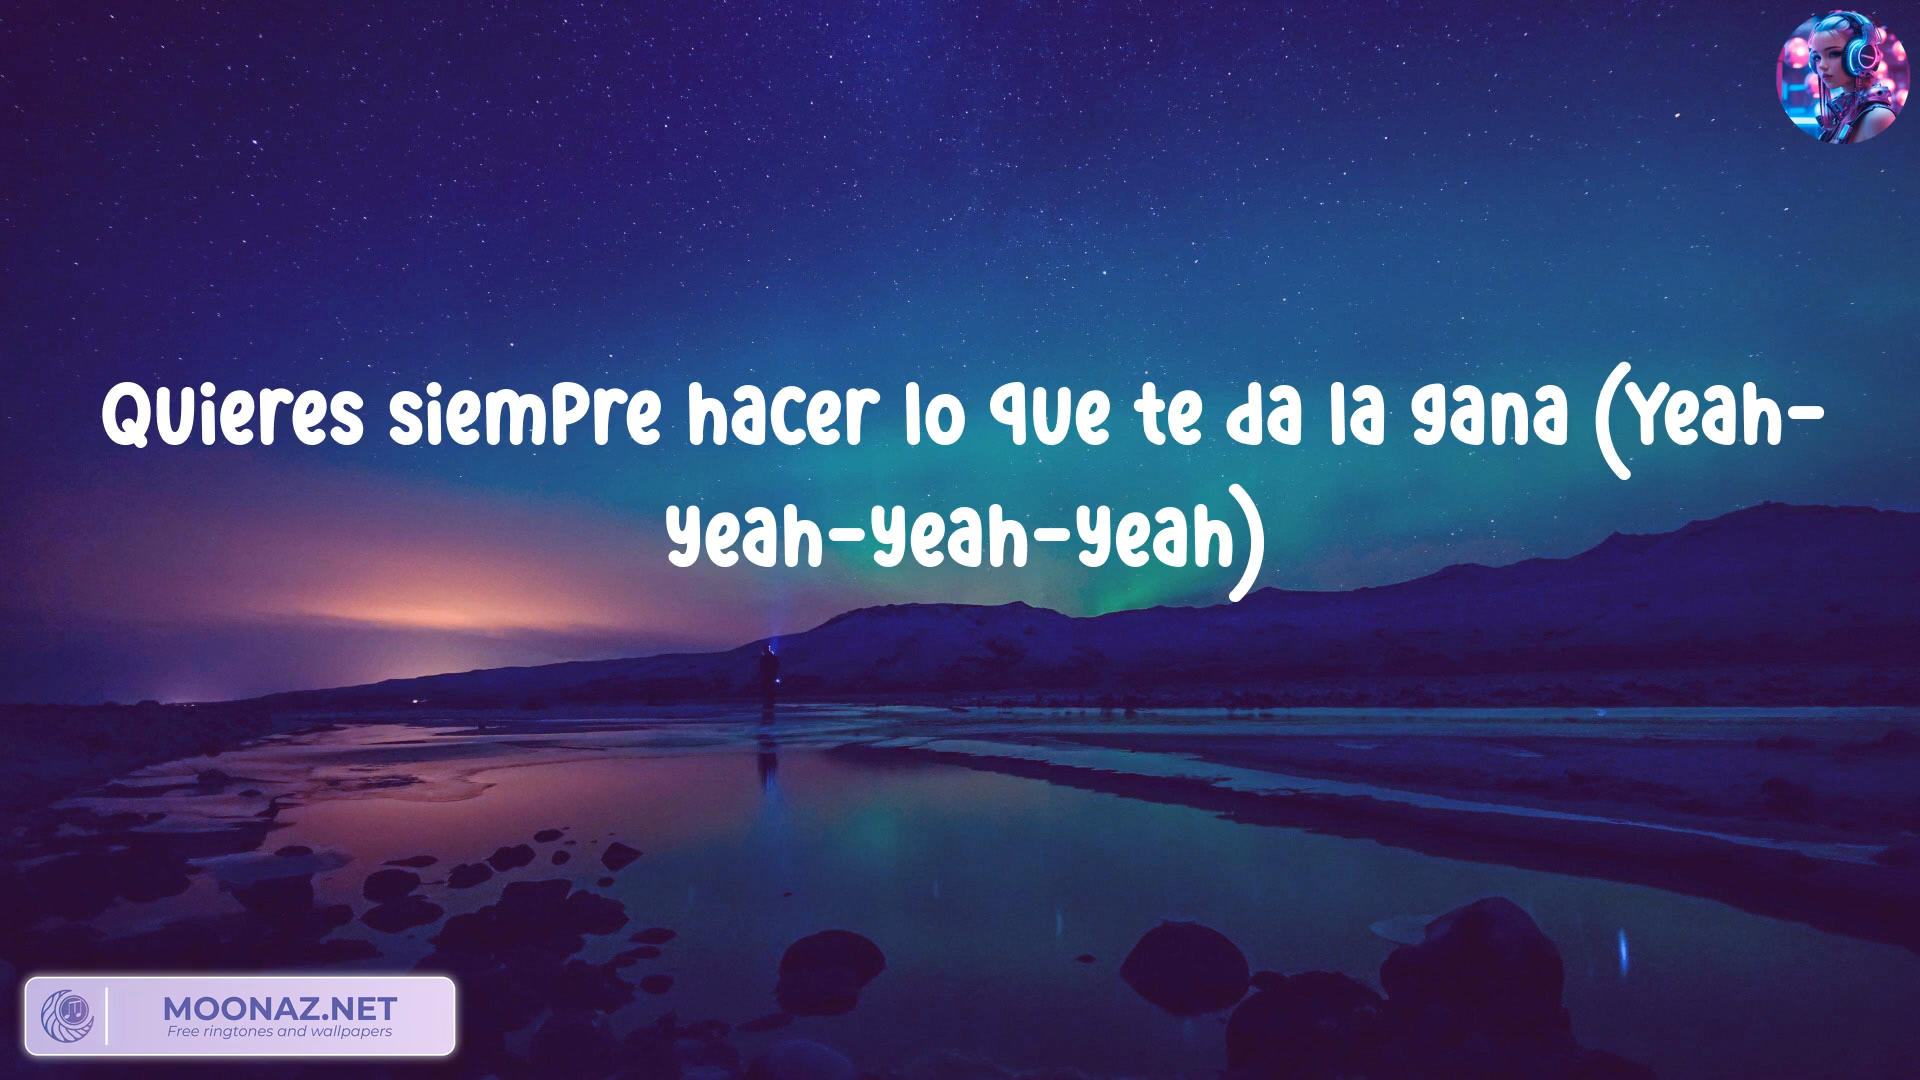 Quieres siempre hacer lo que te da la gana (Yeah-
yeah-yeah-yeah)
MOONAZ.NET
Free ringtones and wallpapers